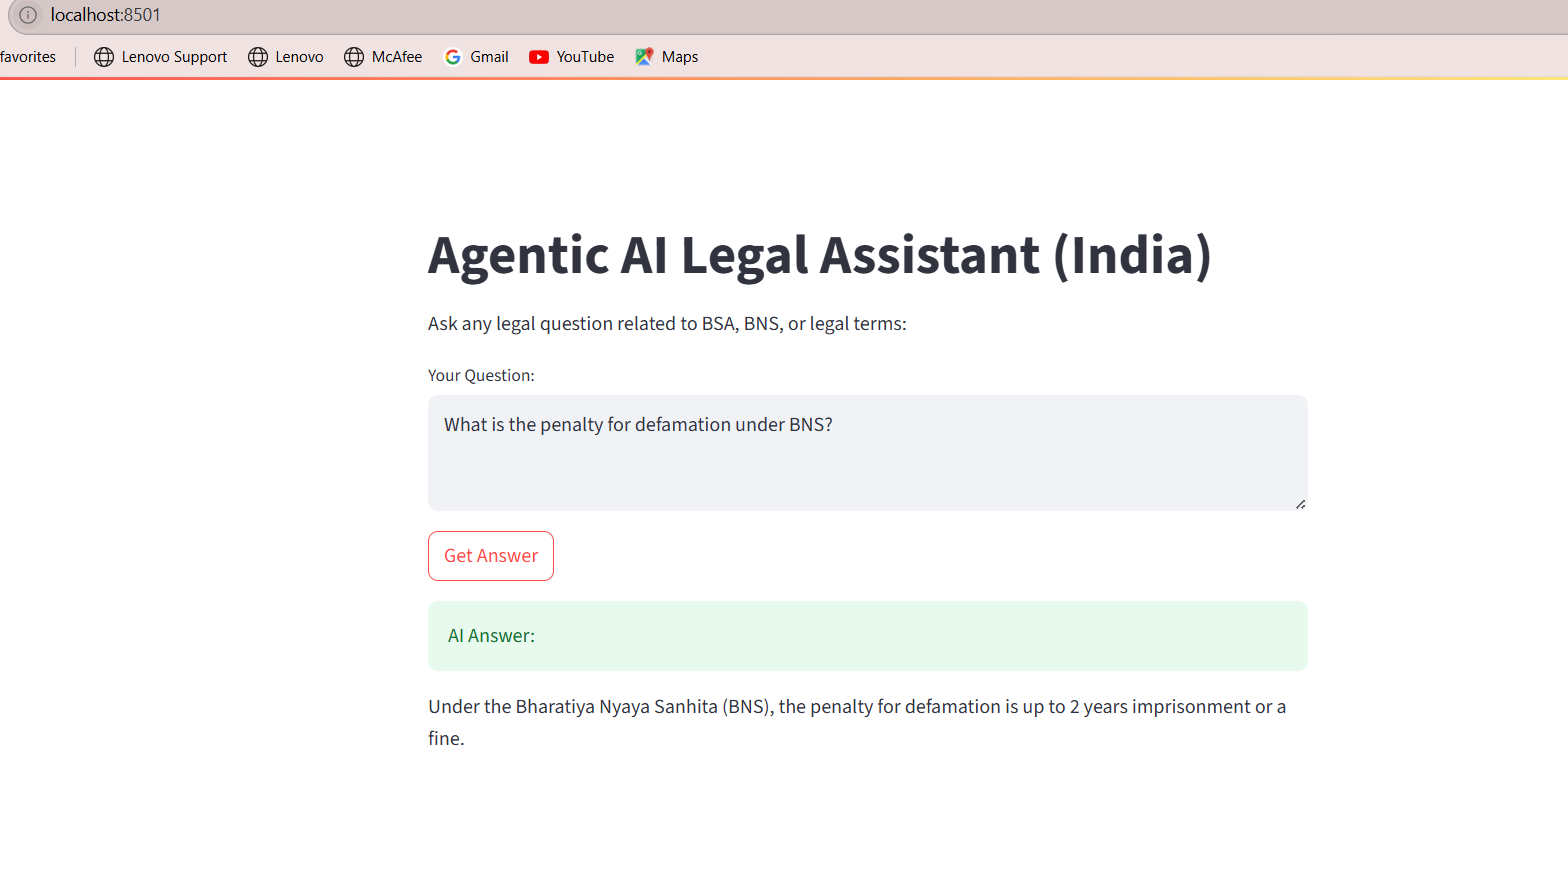 localhost:8501
favorites Lenovo Support Lenovo McAfee Gmail YouTube Maps
Agentic AI Legal Assistant (India)
Ask any legal question related to BSA, BNS, or legal terms:
Your Question:
What is the penalty for defamation under BNS?
Get Answer
AI Answer:
Under the Bharatiya Nyaya Sanhita (BNS), the penalty for defamation is up to 2 years imprisonment or a
fine.